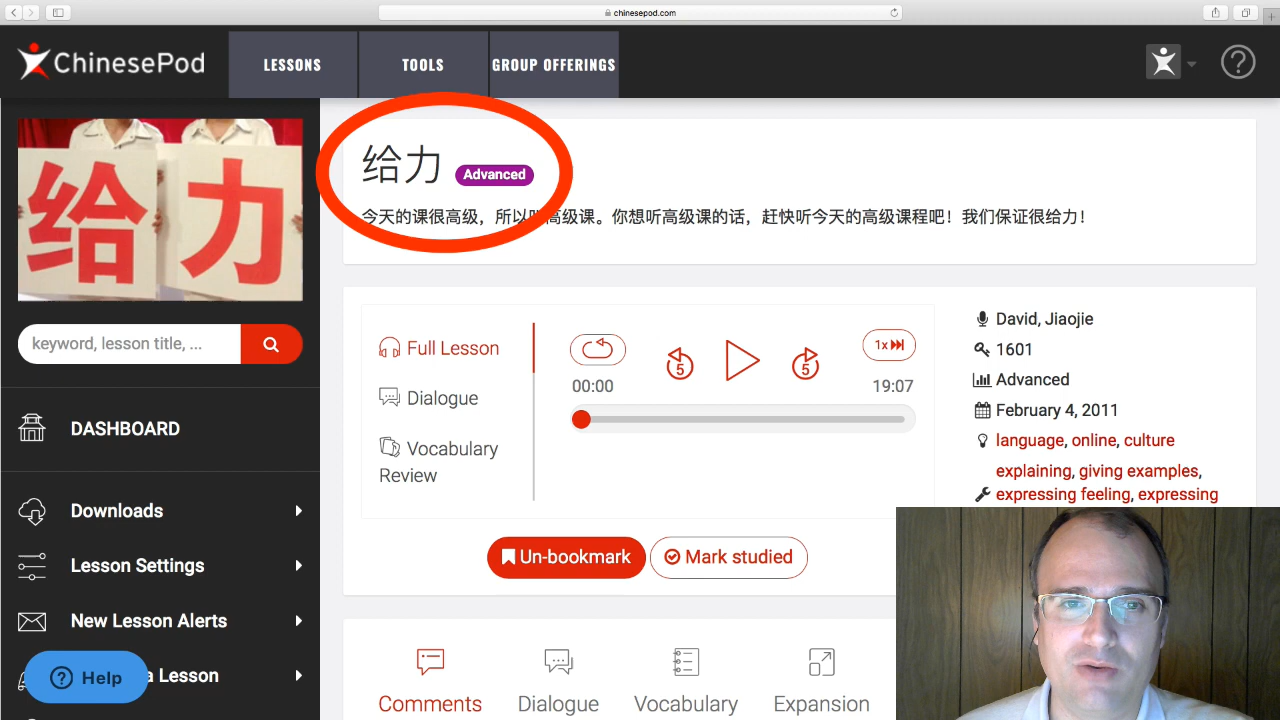 chinesepod.com
ChinesePod
LESSONS
TOOLS
GROUP OFFERINGS
给力
给力 Advanced
今天的课很高级，所以叫高级课。你想听高级课的话，赶快听今天的高级课程吧！我们保证很给力！
keyword, lesson title, ...
DASHBOARD
Downloads
Lesson Settings
New Lesson Alerts
a Lesson
Help
Full Lesson
Dialogue
Vocabulary
Review
5
5
1x
00:00
19:07
David, Jiaojie
1601
Advanced
February 4, 2011
language, online, culture
explaining, giving examples,
expressing feeling, expressing
Un-bookmark
Mark studied
Comments
Dialogue
Vocabulary
Expansion